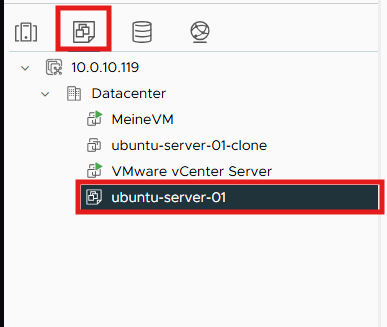 10.0.10.119
Datacenter
MeineVM
ubuntu-server-01-clone
VMware vCenter Server
ubuntu-server-01